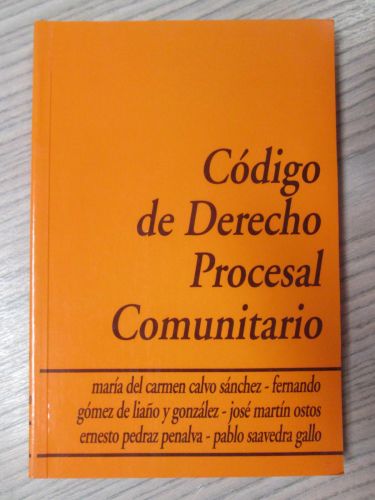 Código
de Derecho
Procesal
Comunitario
maría del carmen calvo sánchez - fernando
gómez de liaño y gonzález - josé martín ostos
ernesto pedraz penalva - pablo saavedra gallo